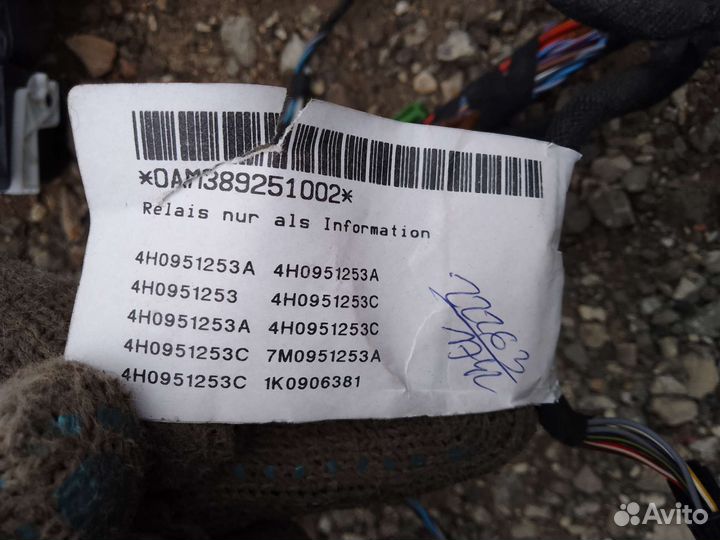 *0AM389251002*
Relais nur als Information
4H0951253A 4H0951253A
4H0951253 4H0951253C
4H0951253A 4H0951253C
4H0951253C 7M0951253A
4H0951253C 1K0906381
Avito